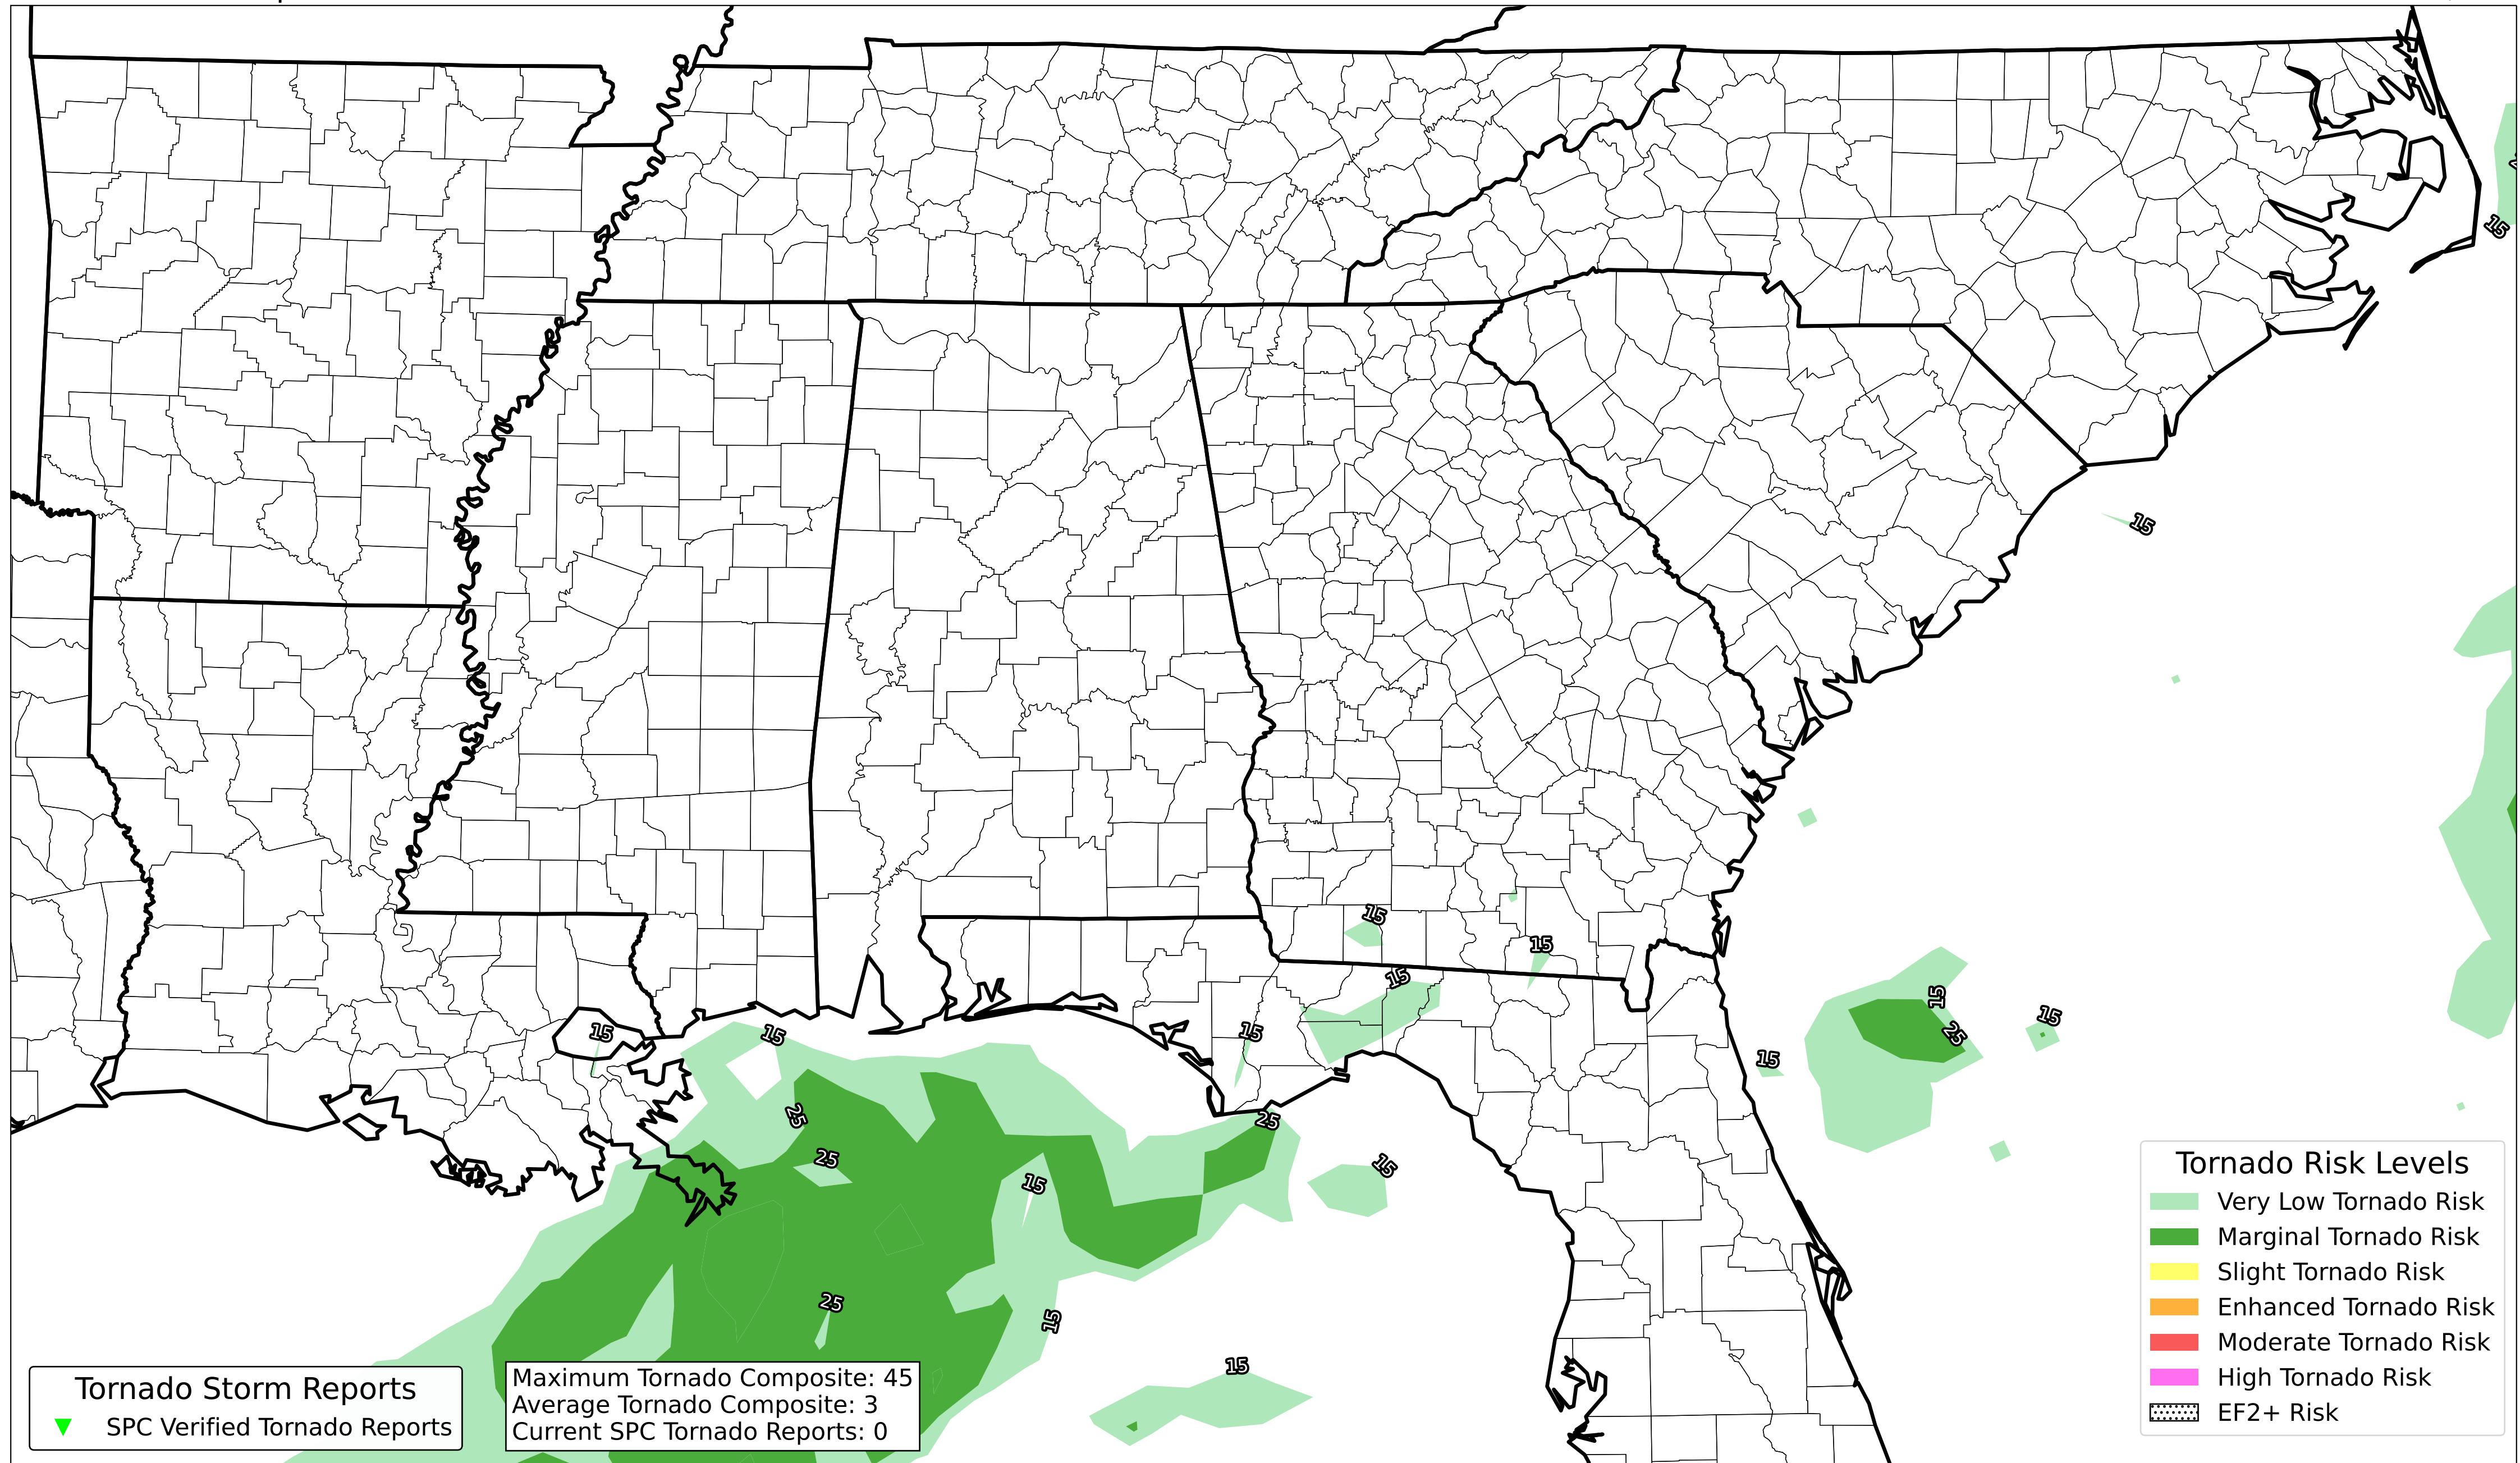 15
15
15
15
15
15
25
15
15
15
15
15
25
25
25
15
15
25
15
15
Tornado Risk Levels
Very Low Tornado Risk
Marginal Tornado Risk
Slight Tornado Risk
Enhanced Tornado Risk
Moderate Tornado Risk
High Tornado Risk
EF2+ Risk
Tornado Storm Reports
SPC Verified Tornado Reports
Maximum Tornado Composite: 45
Average Tornado Composite: 3
Current SPC Tornado Reports: 0